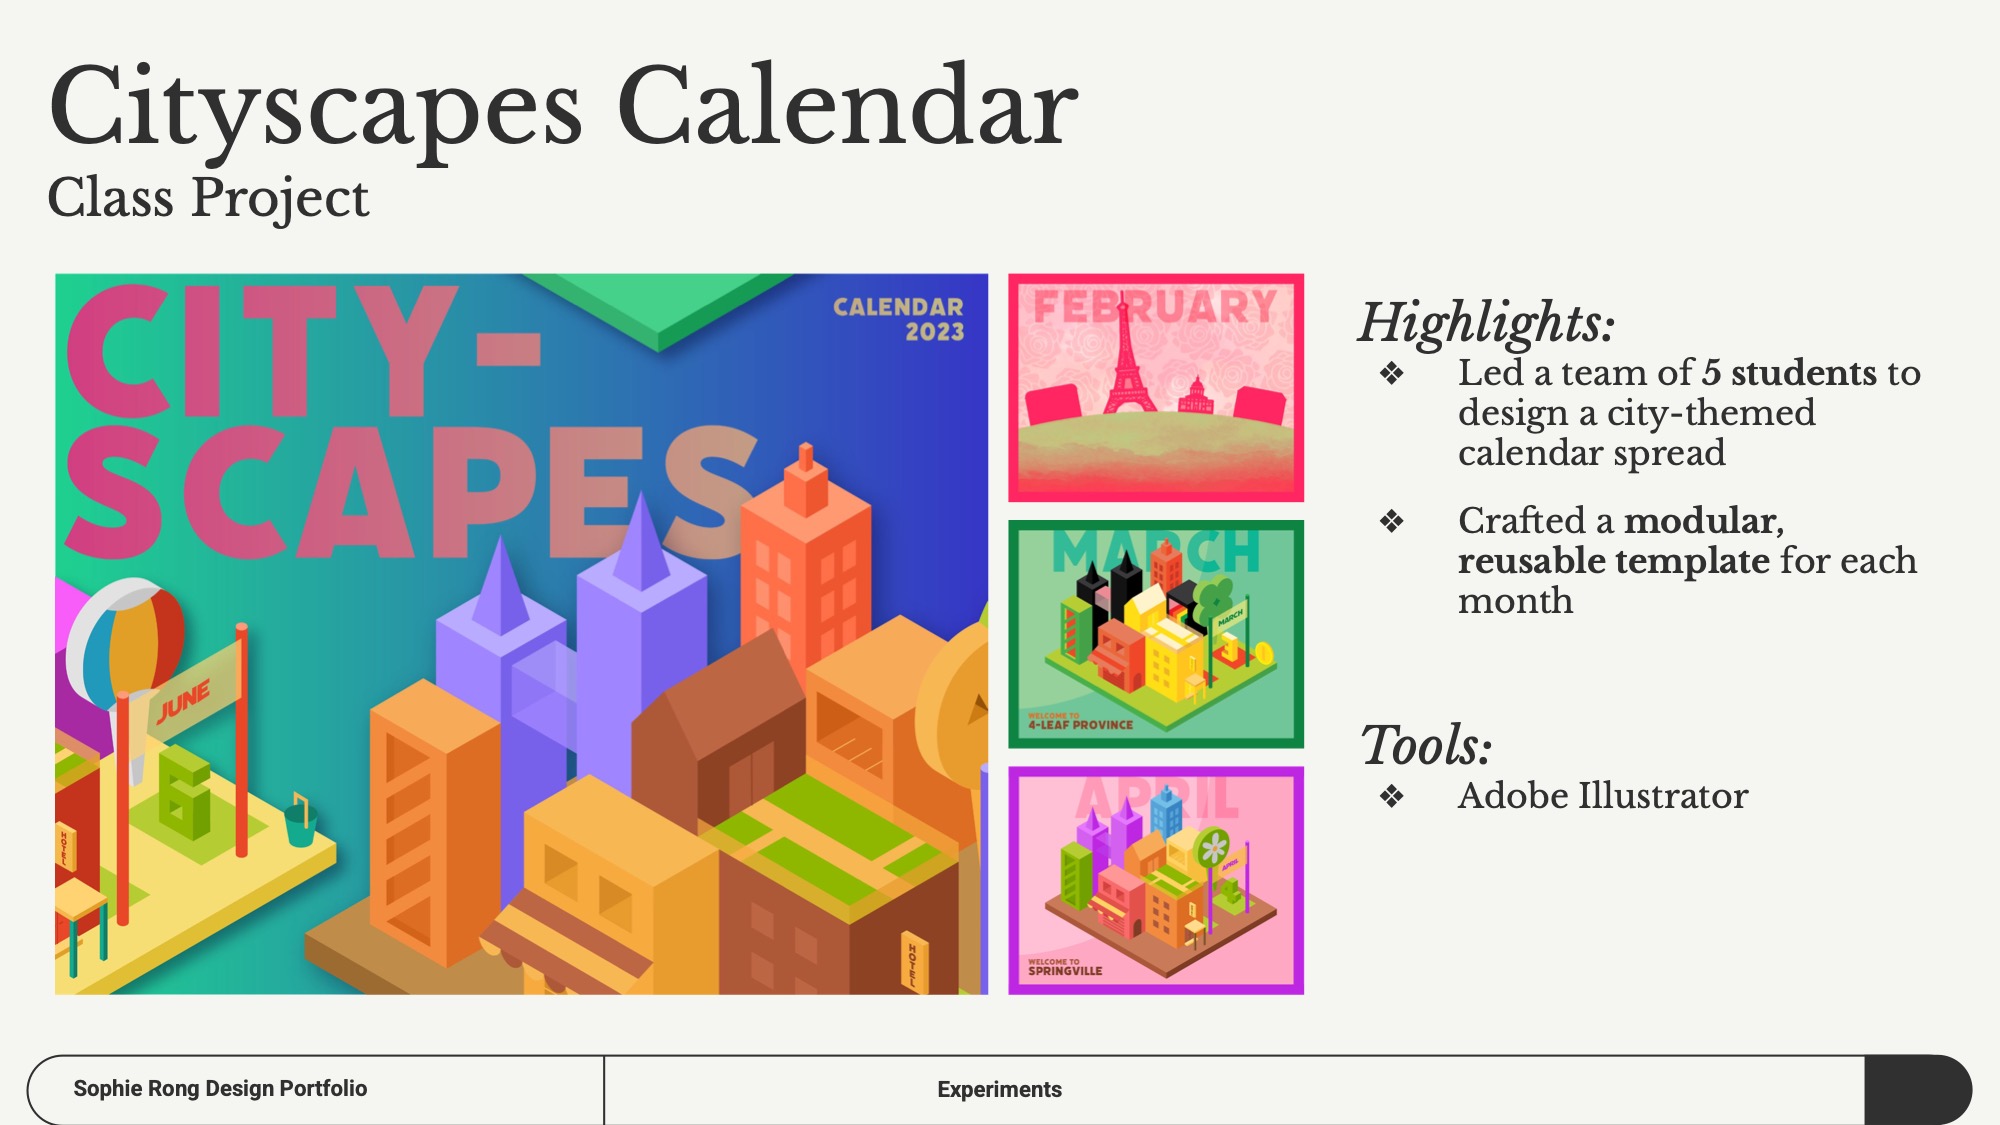 Cityscapes Calendar
Class Project
CITY-
SCAPES
CALENDAR
2023
JUNE
6
HOTEL
HOTEL
FEBRUARY
MARCH
MARCH
3
WELCOME TO
4-LEAF PROVINCE
APRIL
APRIL
WELCOME TO
SPRINGVILLE
Highlights:
❖ Led a team of 5 students to
design a city-themed
calendar spread
❖ Crafted a modular,
reusable template for each
month
Tools:
❖ Adobe Illustrator
Sophie Rong Design Portfolio
Experiments